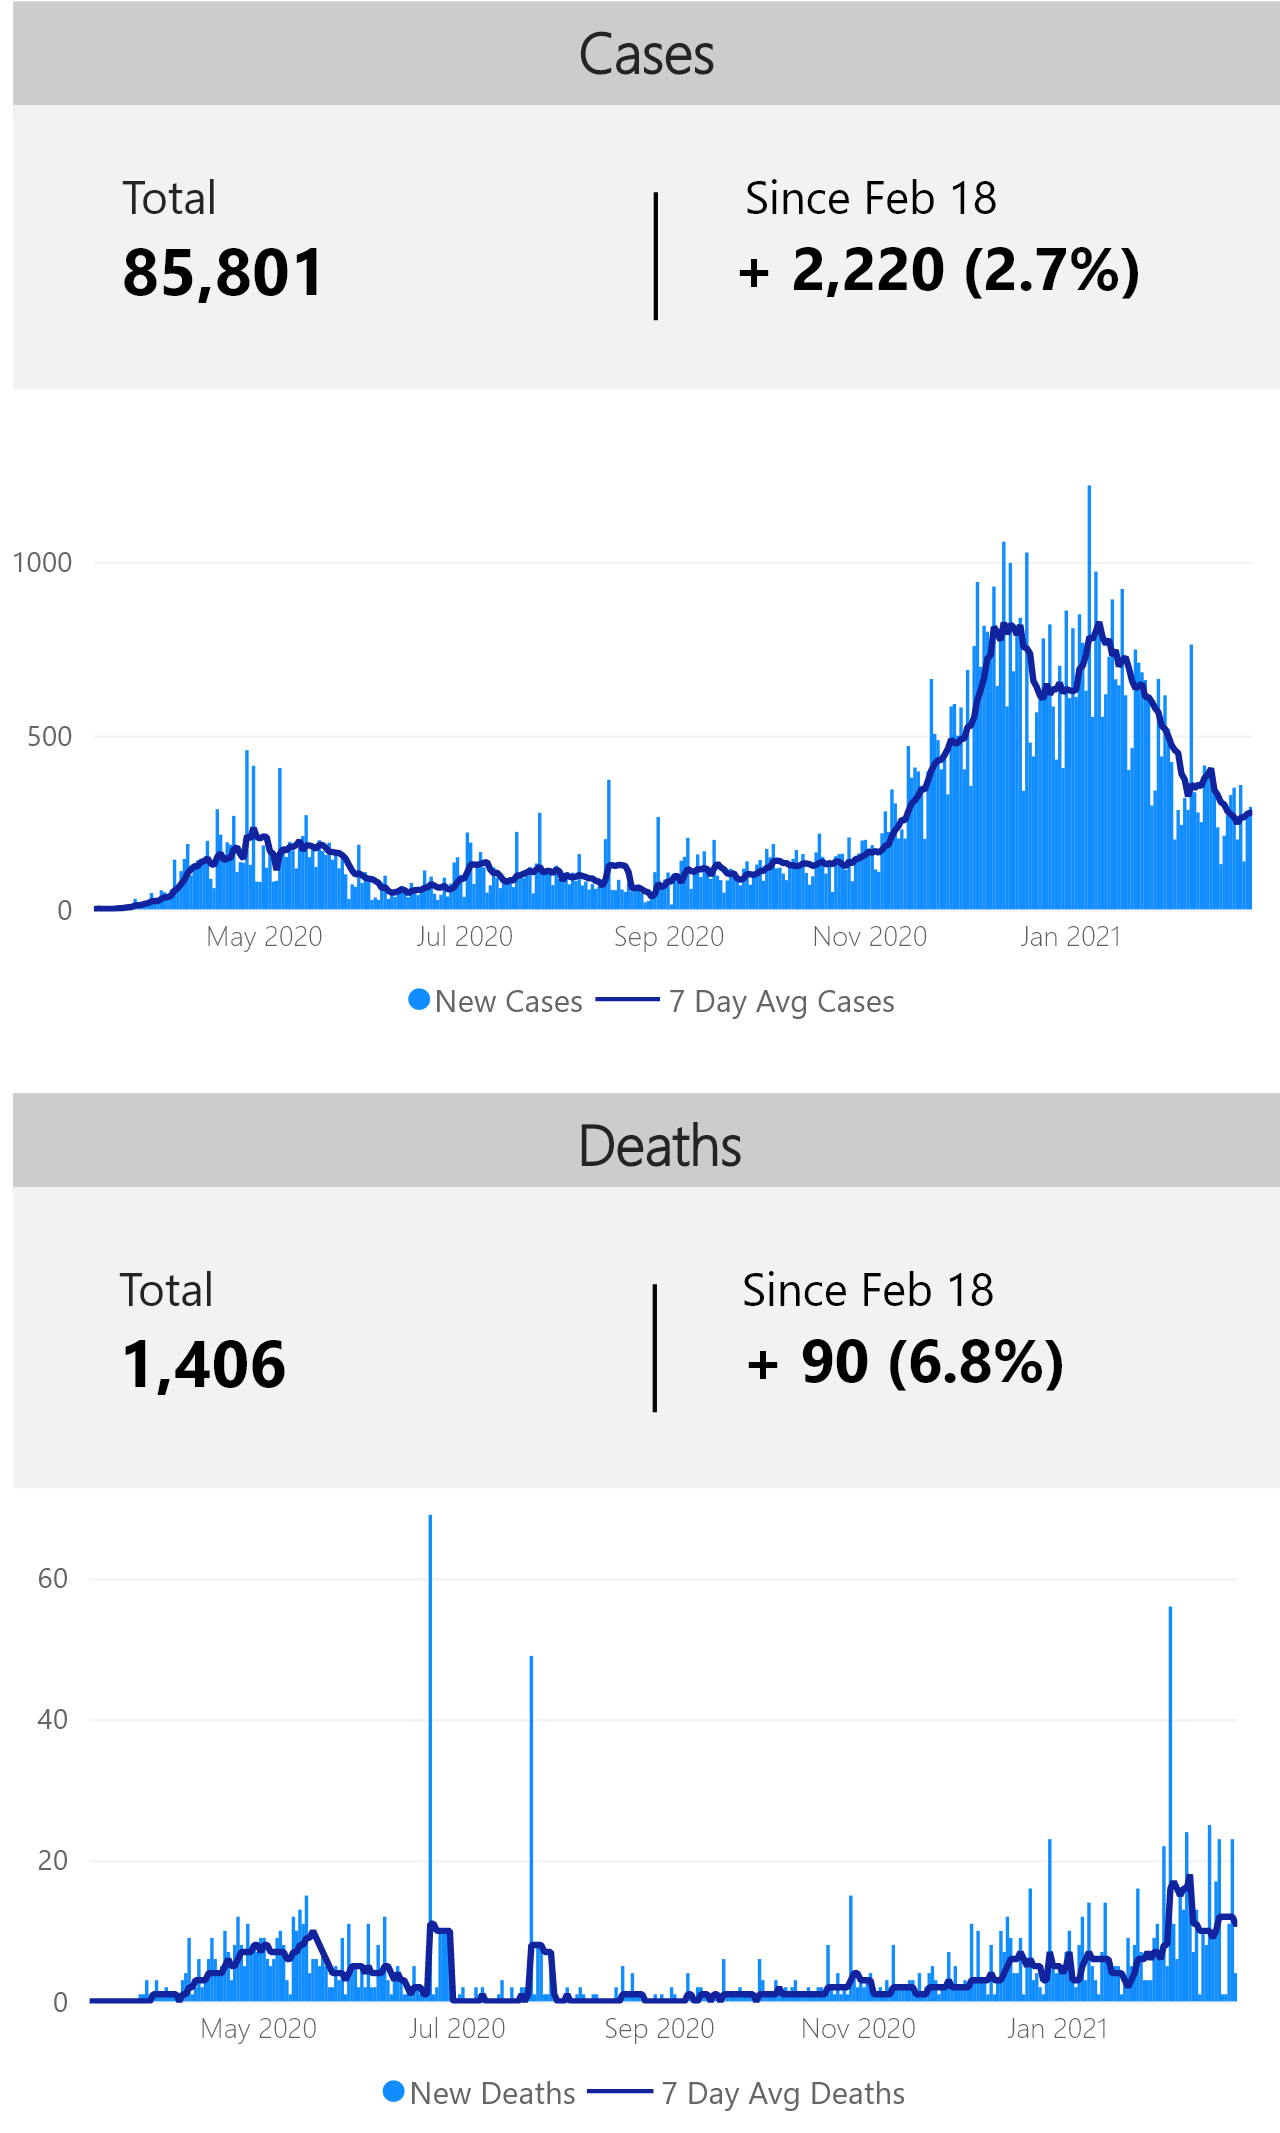 Cases
Total
Since Feb 18
85,801
+ 2,220 (2.7%)
1000
500
0
May 2020
Jul 2020
Sep 2020
Nov 2020
Jan 2021
New Cases
7 Day Avg Cases
Deaths
Total
Since Feb 18
1,406
+ 90 (6.8%)
60
40
20
0
May 2020
Jul 2020
Sep 2020
Nov 2020
Jan 2021
New Deaths
7 Day Avg Deaths